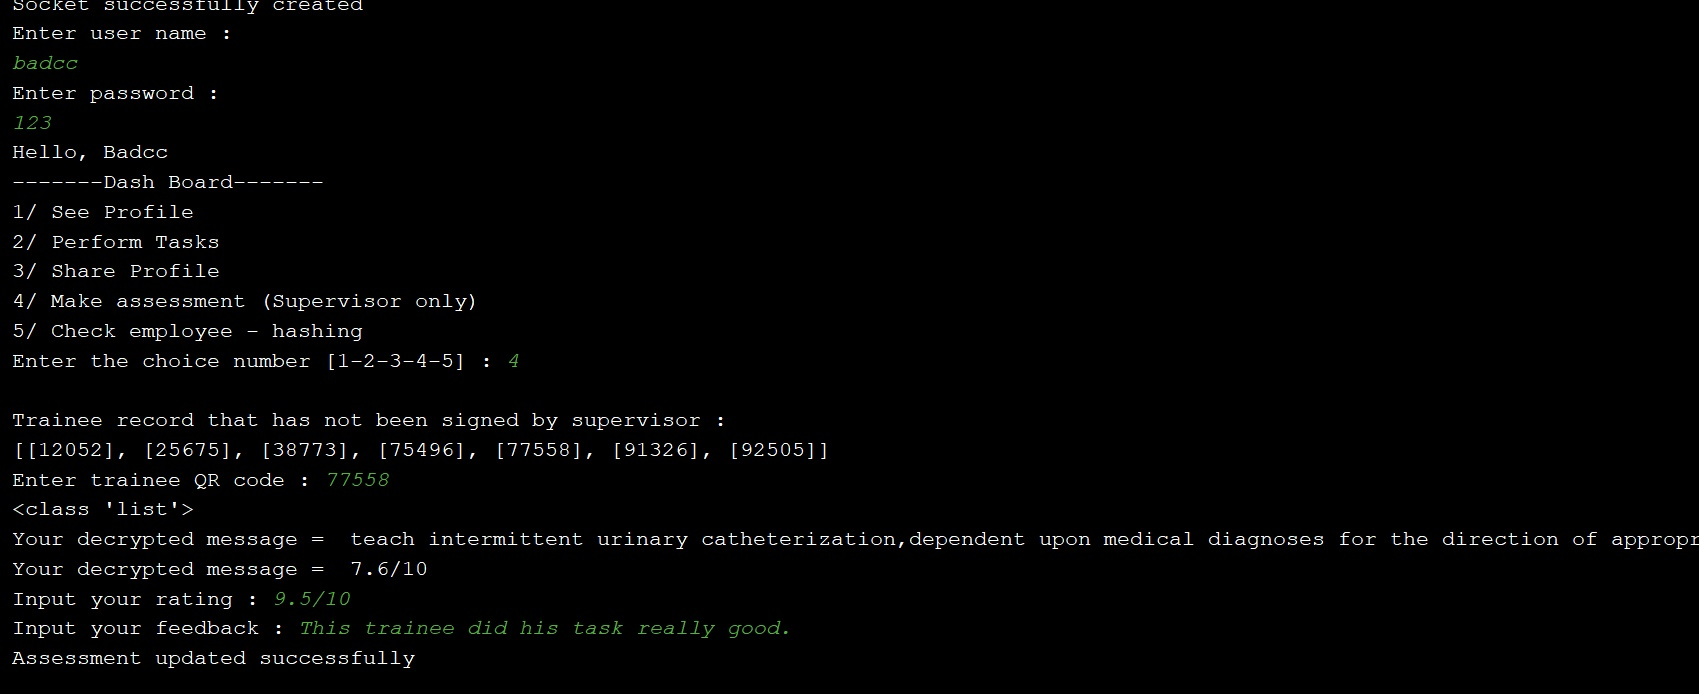 Socket successfully created
Enter user name :
badcc
Enter password :
123
Hello, Badcc
-------Dash Board-------
1/ See Profile
2/ Perform Tasks
3/ Share Profile
4/ Make assessment (Supervisor only)
5/ Check employee - hashing
Enter the choice number [1-2-3-4-5] : 4
Trainee record that has not been signed by supervisor :
[[12052], [25675], [38773], [75496], [77558], [91326], [92505]]
Enter trainee QR code : 77558
<class 'list'>
Your decrypted message =  teach intermittent urinary catheterization,dependent upon medical diagnoses for the direction of appropr
Your decrypted message =  7.6/10
Input your rating : 9.5/10
Input your feedback : This trainee did his task really good.
Assessment updated successfully